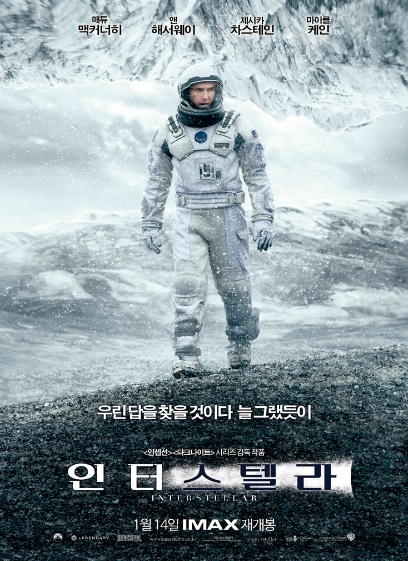 매튜 앤 제시카 마이클
맥커너히 해서웨이 차스테인 케인
우린 답을 찾을 것이다 늘 그랬듯이
<인셉션> <다크나이트> 시리즈 감독 작품
인터스텔라
INTERSTELLAR
1월 14일 IMAX 재개봉
LEGENDARY